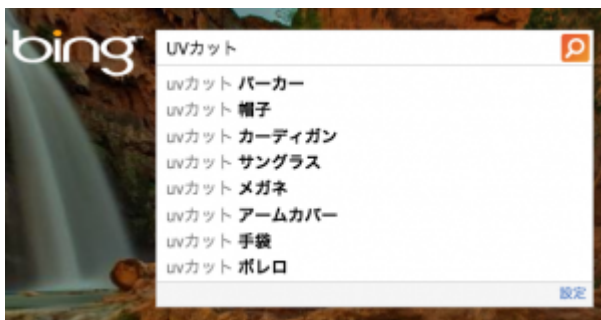 bing
UVカット
uvカット パーカー
uvカット 帽子
uvカット カーディガン
uvカット サングラス
uvカット メガネ
uvカット アームカバー
uvカット 手袋
uvカット ボレロ
設定